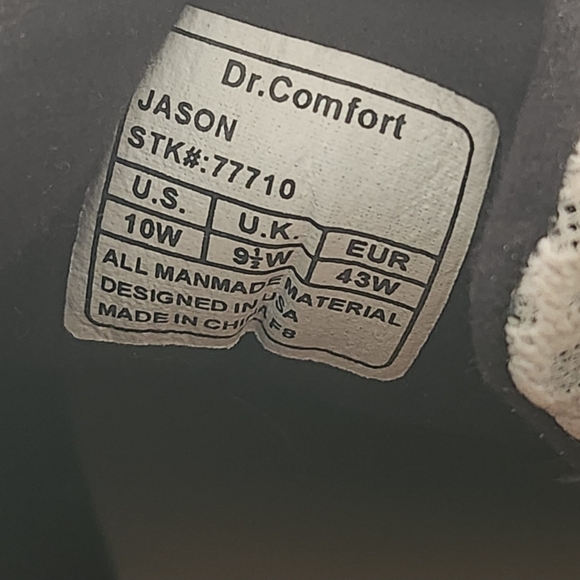 Dr.Comfort
JASON
STK#:77710
U.S. U.K. EUR
10W 9½W 43W
ALL MANMADE MATERIAL
DESIGNED IN USA
MADE IN CHINA F8